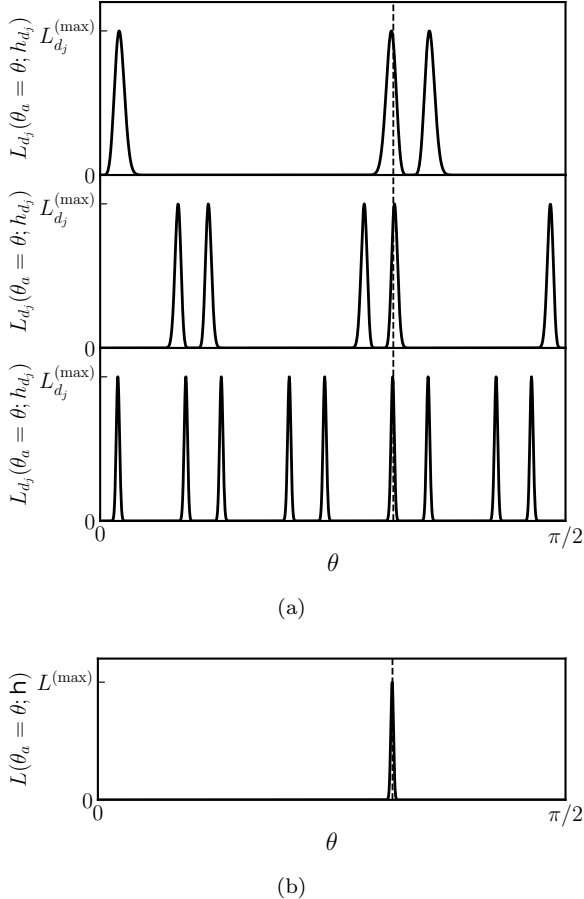 L_{d_j}^{(max)}
L_{d_j}(θ_a = θ; h_{d_j})
0
L_{d_j}^{(max)}
L_{d_j}(θ_a = θ; h_{d_j})
0
L_{d_j}^{(max)}
L_{d_j}(θ_a = θ; h_{d_j})
0
0 π/2
θ
(a)
L^{(max)}
L(θ_a = θ; h)
0
0 π/2
θ
(b)